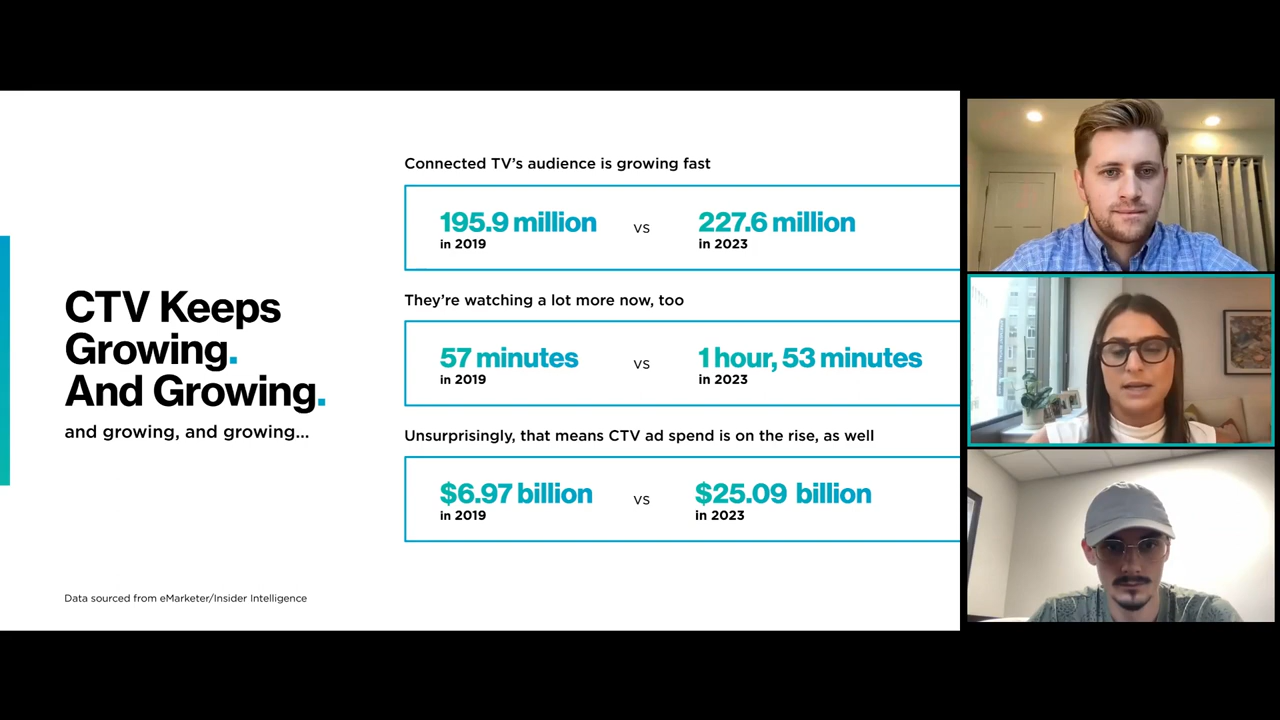 Connected TV’s audience is growing fast
195.9 million vs 227.6 million
in 2019 in 2023
They’re watching a lot more now, too
57 minutes vs 1 hour, 53 minutes
in 2019 in 2023
Unsurprisingly, that means CTV ad spend is on the rise, as well
$6.97 billion vs $25.09 billion
in 2019 in 2023
CTV Keeps
Growing.
And Growing.
and growing, and growing...
Data sourced from eMarketer/Insider Intelligence